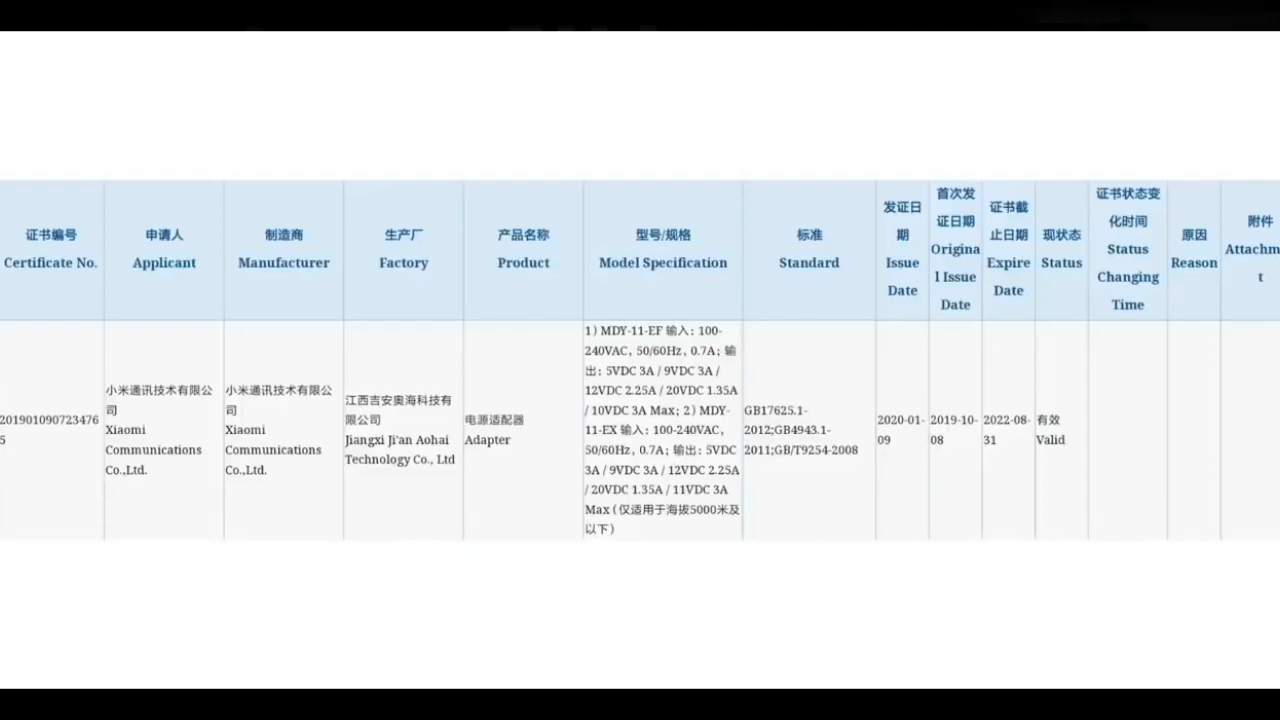 证书编号
Certificate No.
申请人
Applicant
制造商
Manufacturer
生产厂
Factory
产品名称
Product
型号/规格
Model Specification
标准
Standard
发证日
期
Issue
Date
首次发
证日期
Origina
l Issue
Date
证书截
止日期
Expire
Date
现状态
Status
证书状态变
化时间
Status
Changing
Time
原因
Reason
附件
Attachm
t
201901090723476
5
小米通讯技术有限公
司
Xiaomi
Communications
Co.,Ltd.
小米通讯技术有限公
司
Xiaomi
Communications
Co.,Ltd.
江西吉安奥海科技有
限公司
Jiangxi Ji'an Aohai
Technology Co., Ltd
电源适配器
Adapter
1）MDY-11-EF 输入：100-
240VAC，50/60Hz，0.7A；输
出：5VDC 3A / 9VDC 3A /
12VDC 2.25A / 20VDC 1.35A
/ 10VDC 3A Max；2）MDY-
11-EX 输入：100-240VAC，
50/60Hz，0.7A；输出：5VDC
3A / 9VDC 3A / 12VDC 2.25A
/ 20VDC 1.35A / 11VDC 3A
Max（仅适用于海拔5000米及
以下）
GB17625.1-
2012;GB4943.1-
2011;GB/T9254-2008
2020-01-
09
2019-10-
08
2022-08-
31
有效
Valid